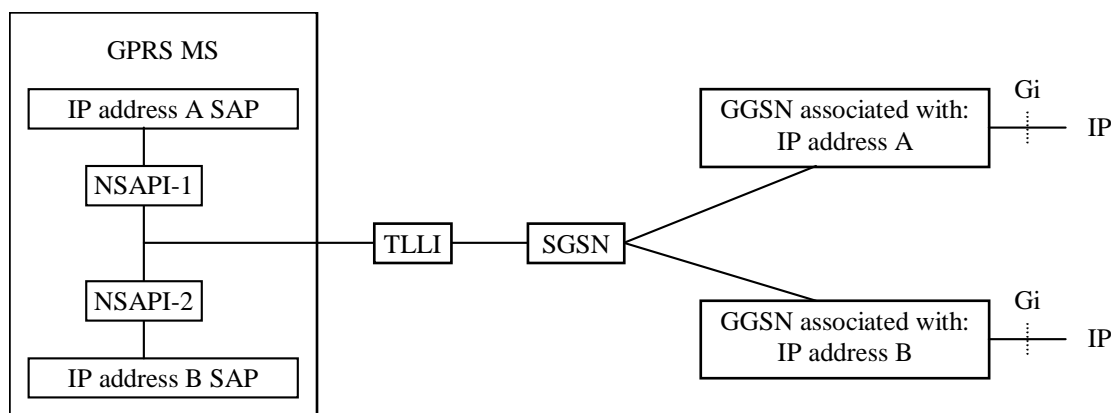 GPRS MS
IP address A SAP
NSAPI-1
NSAPI-2
IP address B SAP
TLLI
SGSN
GGSN associated with:
IP address A
Gi
IP
GGSN associated with:
IP address B
Gi
IP